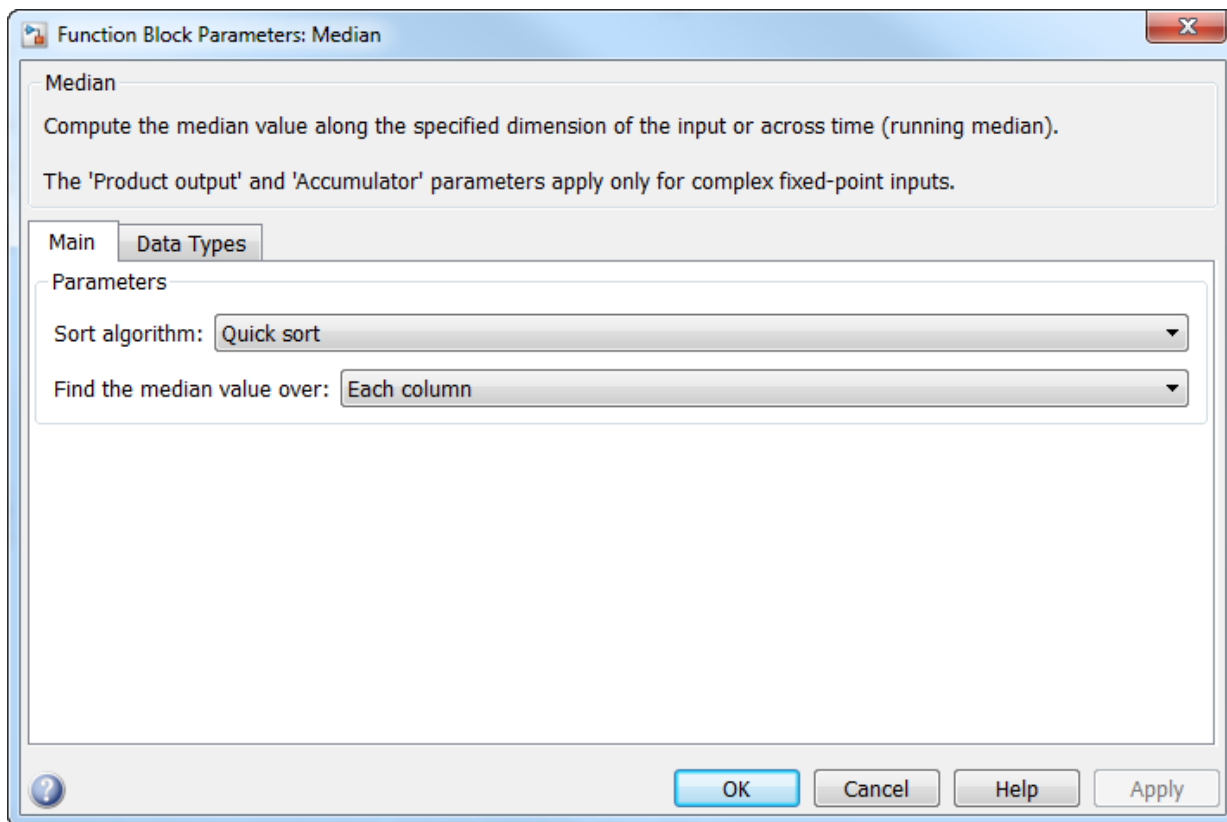 Function Block Parameters: Median
Median
Compute the median value along the specified dimension of the input or across time (running median).
The 'Product output' and 'Accumulator' parameters apply only for complex fixed-point inputs.
Main Data Types
Parameters
Sort algorithm: Quick sort
Find the median value over: Each column
OK Cancel Help Apply